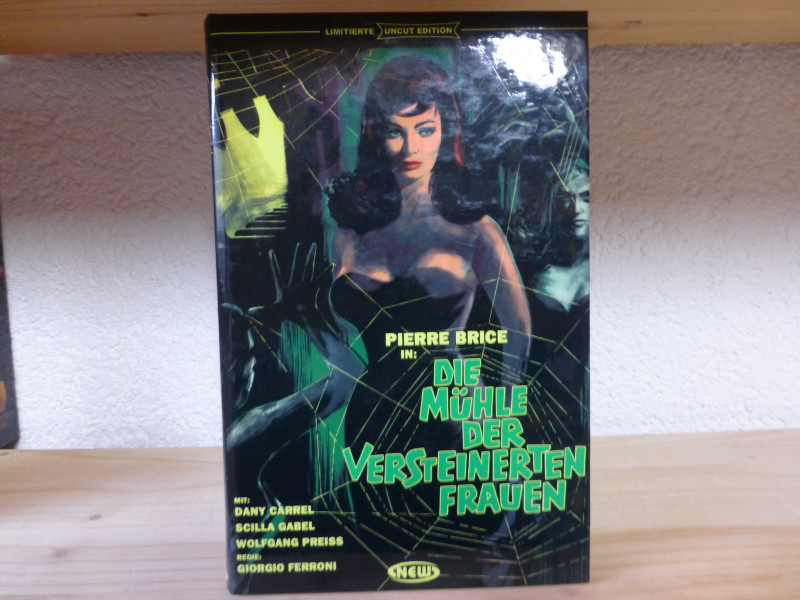 LIMITIERTE UNCUT EDITION
PIERRE BRICE
IN:
DIE
MÜHLE
DER
VERSTEINERTEN
FRAUEN
MIT:
DANY CARREL
SCILLA GABEL
WOLFGANG PREISS
REGIE:
GIORGIO FERRONI
NEW